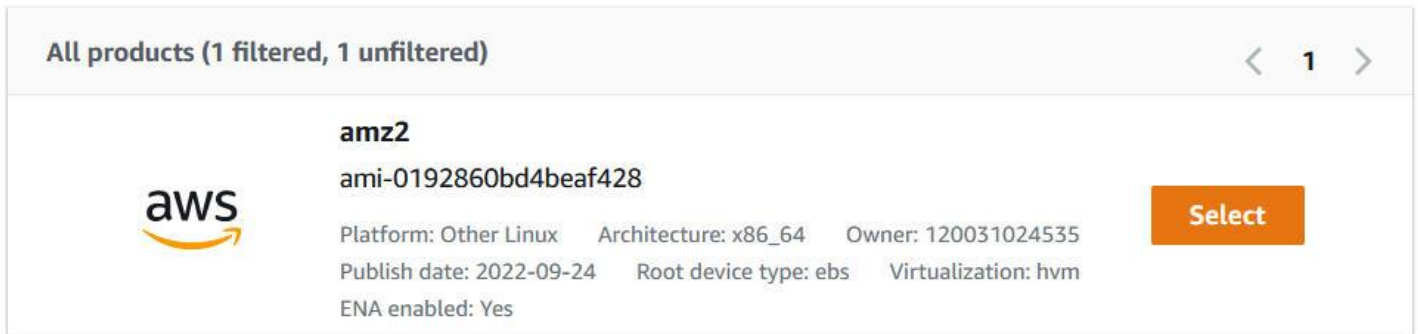 All products (1 filtered, 1 unfiltered)
1
amz2
ami-0192860bd4beaf428
aws
Select
Platform: Other Linux Architecture: x86_64 Owner: 120031024535
Publish date: 2022-09-24 Root device type: ebs Virtualization: hvm
ENA enabled: Yes